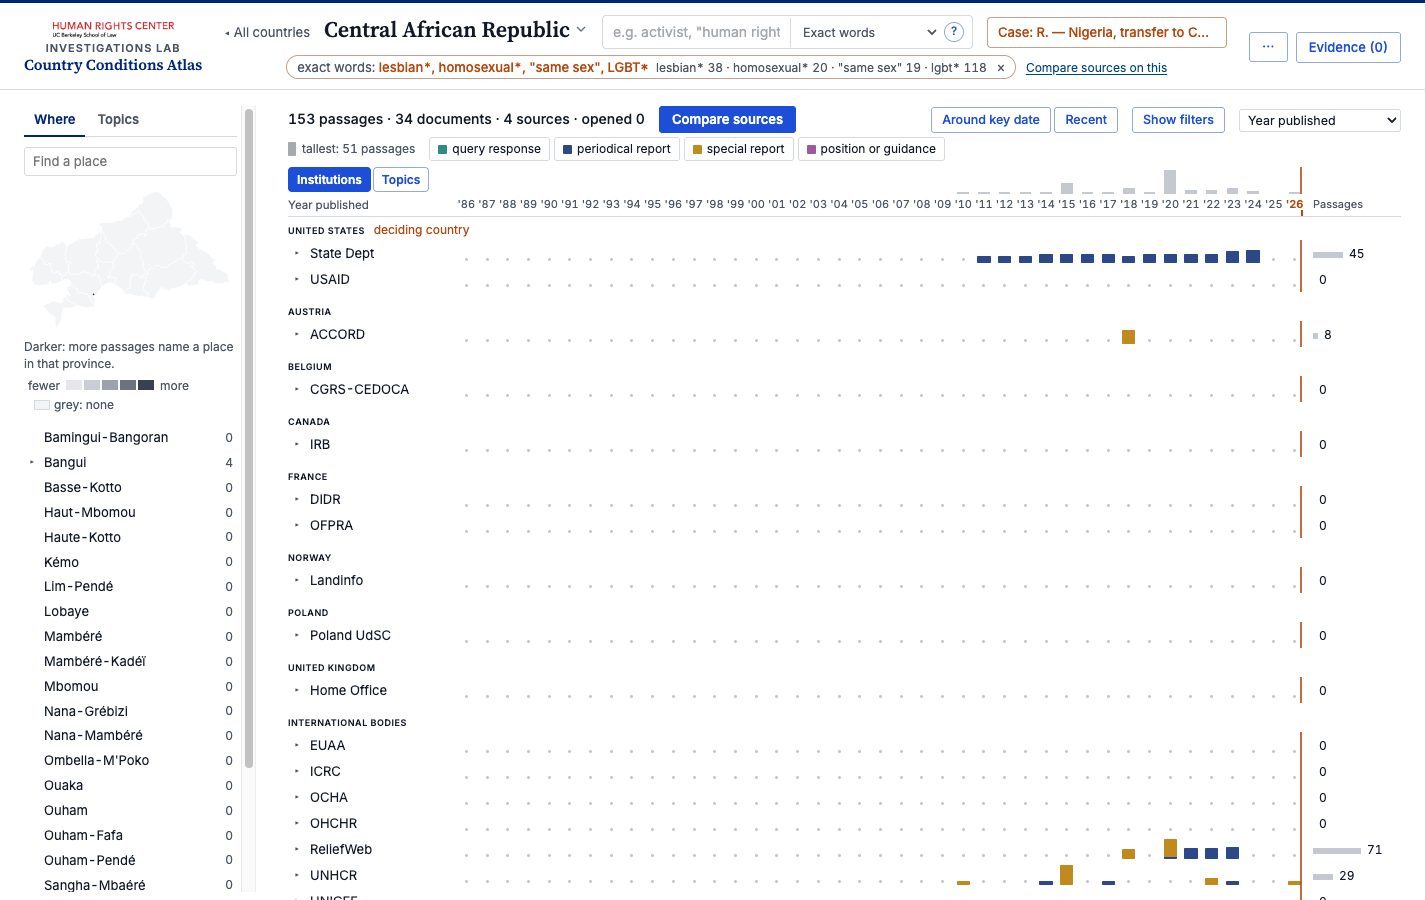 HUMAN RIGHTS CENTER
UC Berkeley School of Law
INVESTIGATIONS LAB
Country Conditions Atlas
◂ All countries
Central African Republic
e.g. activist, "human right
Exact words
?
Case: R. — Nigeria, transfer to C...
...
Evidence (0)
exact words: lesbian*, homosexual*, "same sex", LGBT* lesbian* 38 · homosexual* 20 · "same sex" 19 · lgbt* 118 ×
Compare sources on this
Where
Topics
Find a place
Darker: more passages name a place
in that province.
fewer more
grey: none
Bamingui-Bangoran 0
▸ Bangui 4
Basse-Kotto 0
Haut-Mbomou 0
Haute-Kotto 0
Kémo 0
Lim-Pendé 0
Lobaye 0
Mambéré 0
Mambéré-Kadéï 0
Mbomou 0
Nana-Grébizi 0
Nana-Mambéré 0
Ombella-M'Poko 0
Ouaka 0
Ouham 0
Ouham-Fafa 0
Ouham-Pendé 0
Sangha-Mbaéré 0
153 passages · 34 documents · 4 sources · opened 0
Compare sources
Around key date
Recent
Show filters
Year published
tallest: 51 passages
query response
periodical report
special report
position or guidance
Institutions
Topics
Year published '86 '87 '88 '89 '90 '91 '92 '93 '94 '95 '96 '97 '98 '99 '00 '01 '02 '03 '04 '05 '06 '07 '08 '09 '10 '11 '12 '13 '14 '15 '16 '17 '18 '19 '20 '21 '22 '23 '24 '25 '26 Passages
UNITED STATES deciding country
▸ State Dept 45
▸ USAID 0
AUSTRIA
▸ ACCORD 8
BELGIUM
▸ CGRS-CEDOCA 0
CANADA
▸ IRB 0
FRANCE
▸ DIDR 0
▸ OFPRA 0
NORWAY
▸ Landinfo 0
POLAND
▸ Poland UdSC 0
UNITED KINGDOM
▸ Home Office 0
INTERNATIONAL BODIES
▸ EUAA 0
▸ ICRC 0
▸ OCHA 0
▸ OHCHR 0
▸ ReliefWeb 71
▸ UNHCR 29